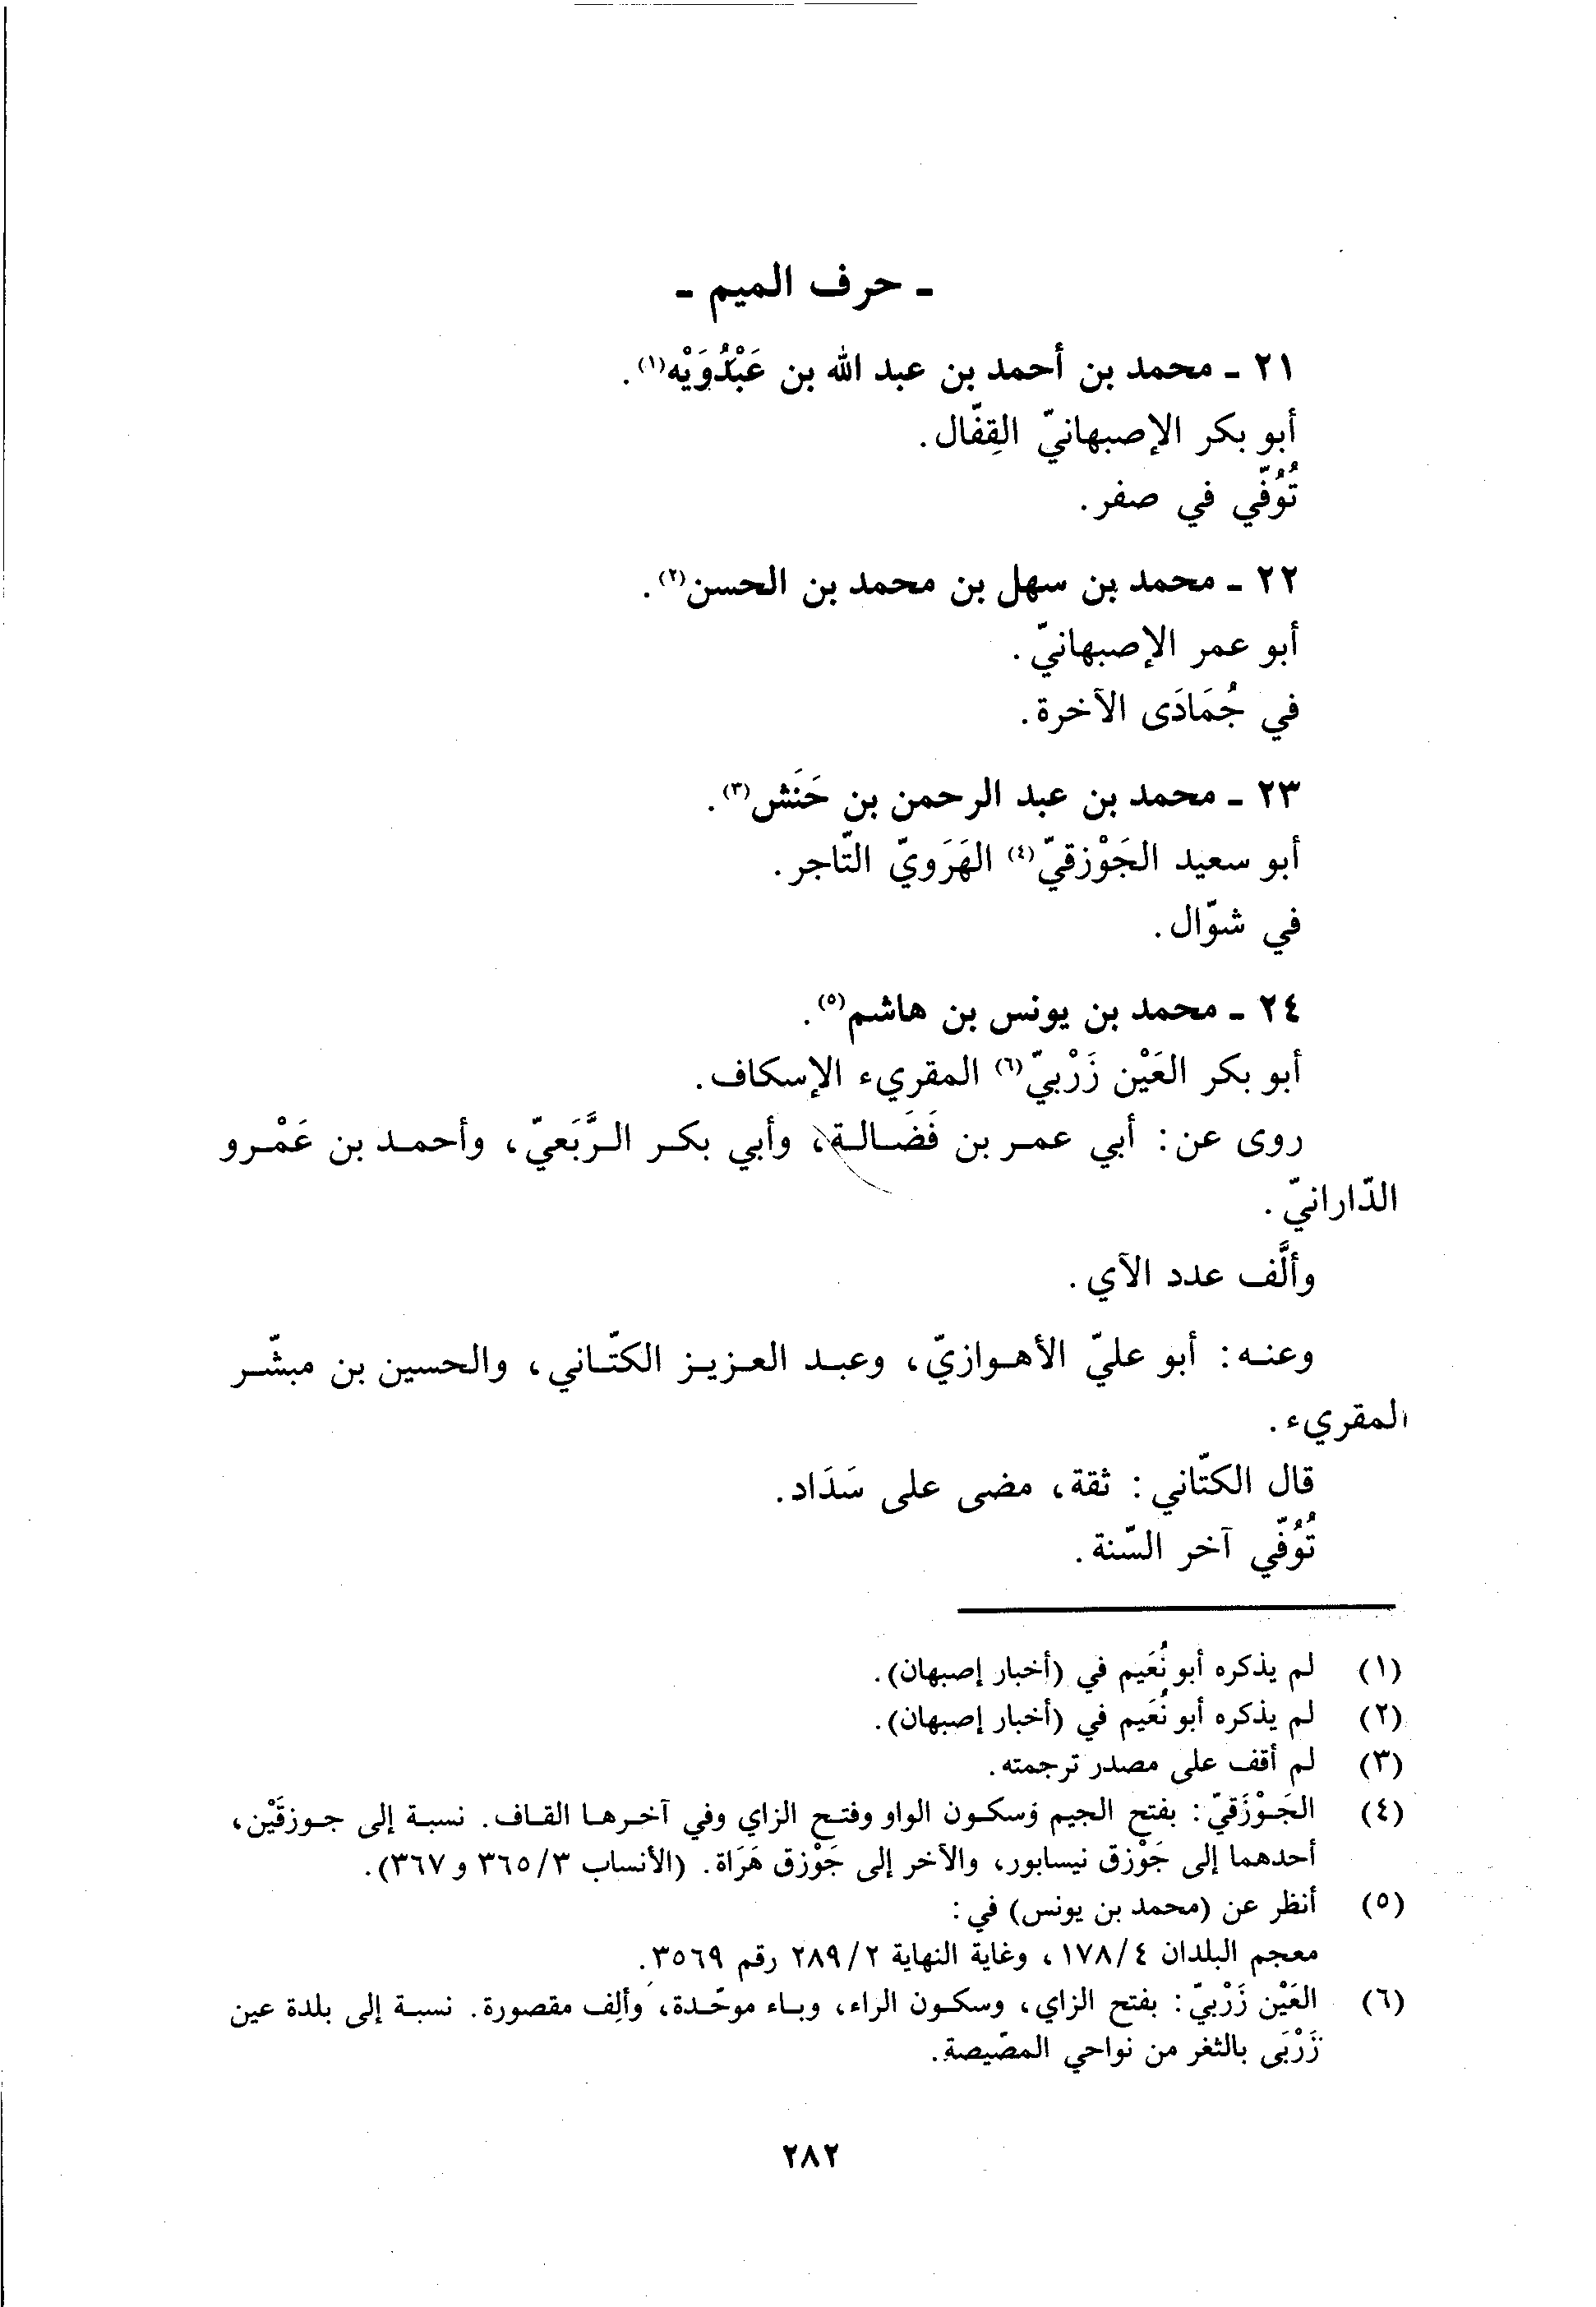 ـ حرف الميم ـ
٢١ ـ محمد بن أحمد بن عبد الله بن عَبْدُوَيْه(١).
أبو بكر الإصبهانيّ القِفّال.
تُوُفّي في صفر.
٢٢ ـ محمد بن سهل بن محمد بن الحسن(٢).
أبو عمر الإصبهانيّ.
في جُمَادَى الآخرة.
٢٣ ـ محمد بن عبد الرحمن بن حَنَش(٣).
أبو سعيد الجَوْزقيّ(٤) الهَرَويّ التّاجر.
في شوّال.
٢٤ ـ محمد بن يونس بن هاشم(٥).
أبو بكر العَيْن زَرْبيّ(٦) المقريء الإسكاف.
روى عن: أبي عمر بن فَضَالة، وأبي بكر الرَّبَعيّ، وأحمد بن عَمْرو
الدّارانيّ.
وألَّف عدد الآي.
وعنه: أبو عليّ الأهوازيّ، وعبد العزيز الكتّاني، والحسين بن مبشّر
المقريء.
قال الكتّاني: ثقة، مضى على سَدَاد.
تُوُفّي آخر السّنة.
(١) لم يذكره أبو نُعَيم في (أخبار إصبهان).
(٢) لم يذكره أبو نُعَيم في (أخبار إصبهان).
(٣) لم أقف على مصدر ترجمته.
(٤) الجَوْزَقيّ: بفتح الجيم وسكون الواو وفتح الزاي وفي آخرها القاف. نسبة إلى جوزقَيْن،
أحدهما إلى جَوْزق نيسابور، والآخر إلى جَوْزق هَرَاة. (الأنساب ٣/٣٦٥ و ٣٦٧).
(٥) أنظر عن (محمد بن يونس) في:
معجم البلدان ٤/١٧٨، وغاية النهاية ٢/٢٨٩ رقم ٣٥٦٩.
(٦) العَيْن زَرْبيّ: بفتح الزاي، وسكون الراء، وباء موحّدة، وألِف مقصورة. نسبة إلى بلدة عين
زَرْبَى بالثغر من نواحي المصّيصة.
٢٨٢